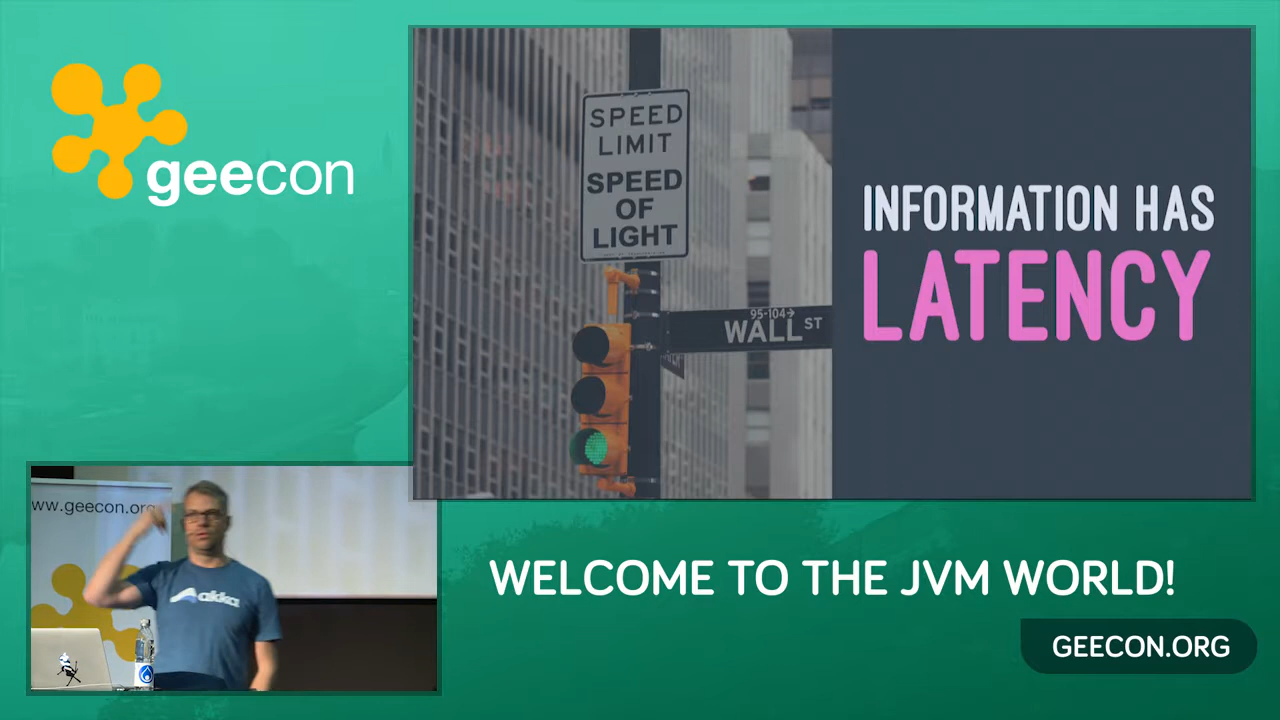 geecon
SPEED
LIMIT
SPEED
OF
LIGHT
95-104→
WALL ST
INFORMATION HAS
LATENCY
www.geecon.org
akka
WELCOME TO THE JVM WORLD!
GEECON.ORG